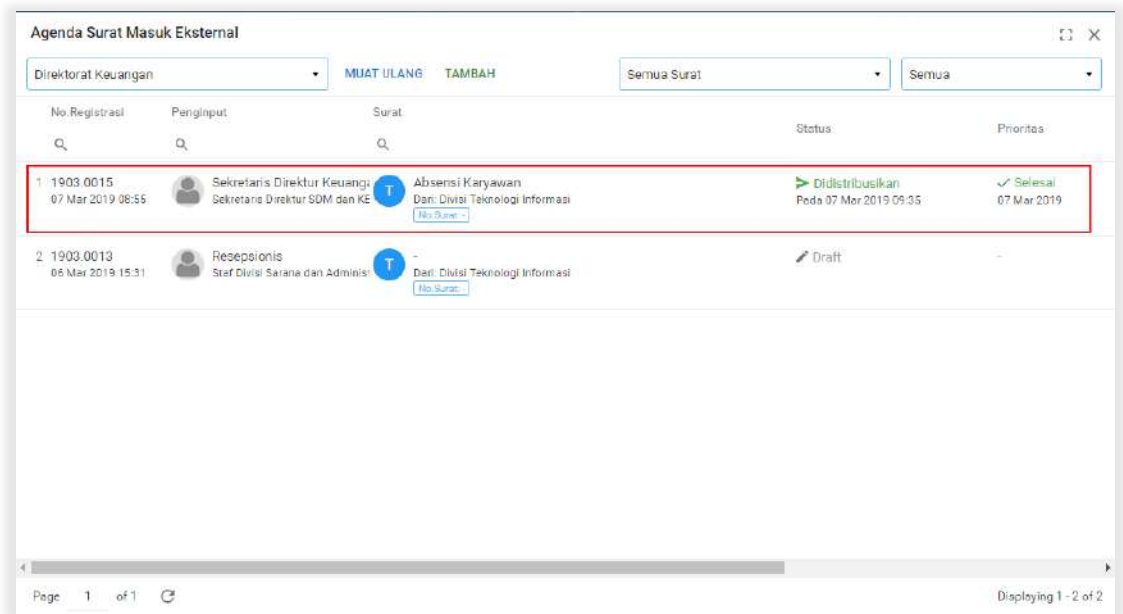 Agenda Surat Masuk Eksternal
Direktorat Keuangan
MUAT ULANG
TAMBAH
Semua Surat
Semua
No.Registrasi
Penginput
Surat
Status
Prioritas
1 1903.0015
07 Mar 2019 08:55
Sekretaris Direktur Keuanga
Sekretaris Direktur SDM dan KE
T
Absensi Karyawan
Dari: Divisi Teknologi Informasi
No.Surat: -
Didistribusikan
Pada 07 Mar 2019 09:35
Selesai
07 Mar 2019
2 1903.0013
06 Mar 2019 15:31
Resepsionis
Staf Divisi Sarana dan Adminis
T
-
Dari: Divisi Teknologi Informasi
No.Surat: -
Draft
-
Page 1 of 1
Displaying 1 - 2 of 2